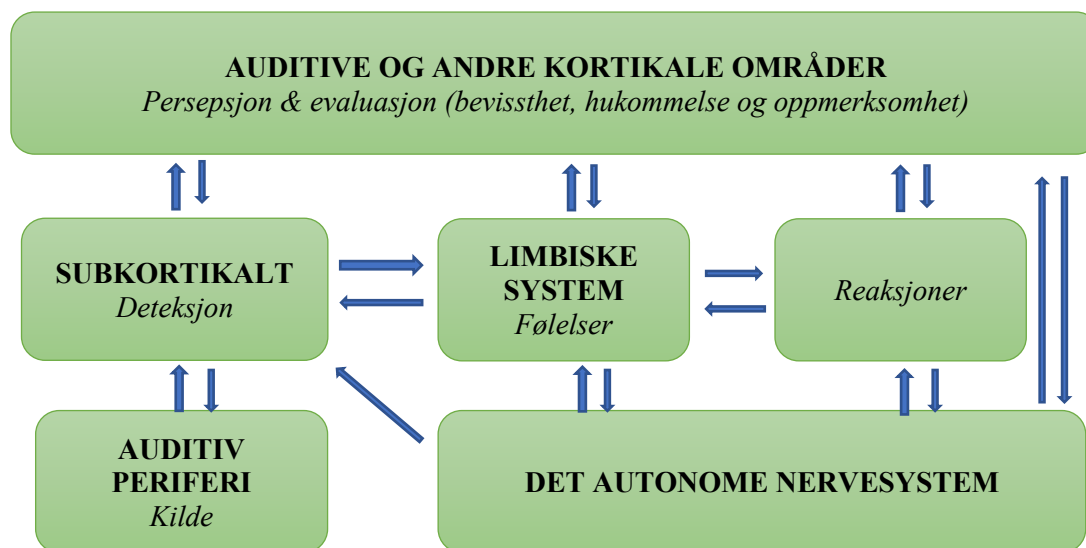 AUDITIVE OG ANDRE KORTIKALE OMRÅDER
Persepsjon & evaluasjon (bevissthet, hukommelse og oppmerksomhet)
SUBKORTIKALT
Deteksjon
LIMBISKE
SYSTEM
Følelser
Reaksjoner
AUDITIV
PERIFERI
Kilde
DET AUTONOME NERVESYSTEM